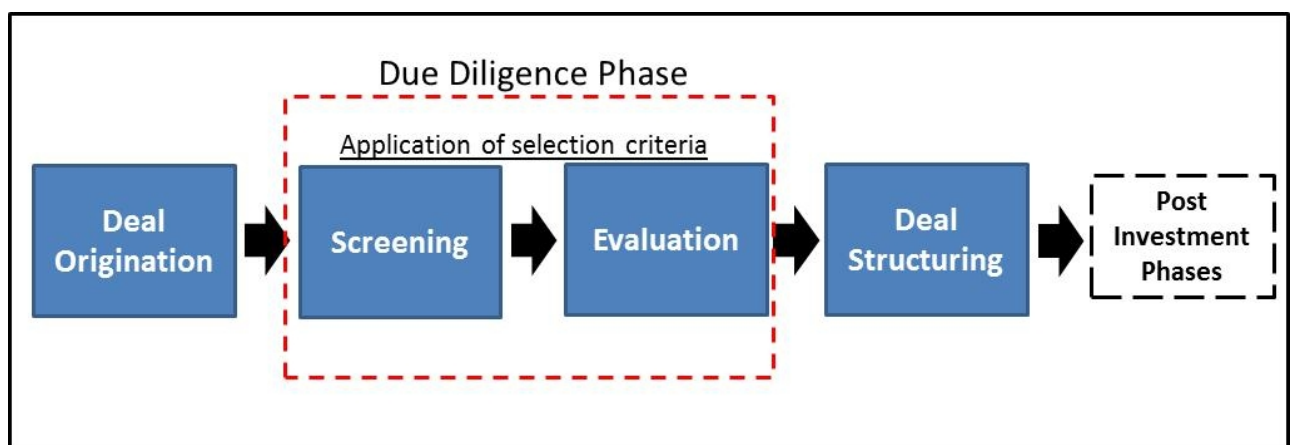 Due Diligence Phase
Application of selection criteria
Deal
Origination
Screening
Evaluation
Deal
Structuring
Post
Investment
Phases